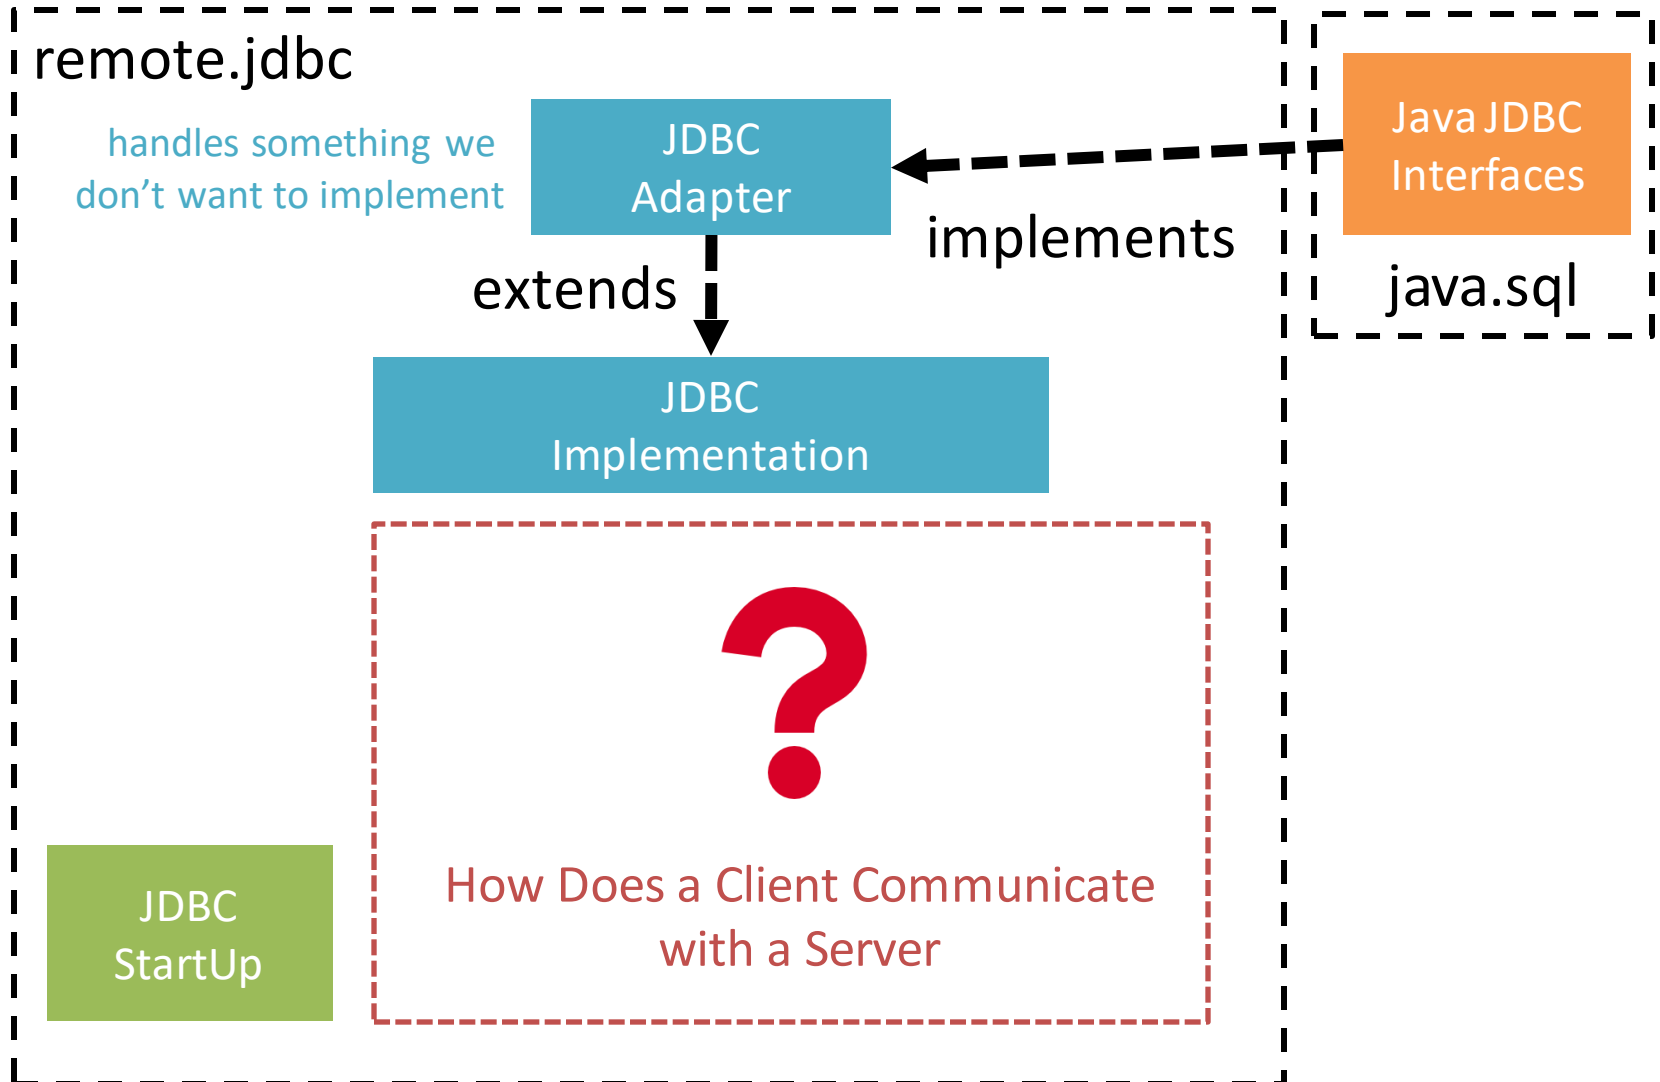 remote.jdbc
handles something we
don’t want to implement
JDBC
Adapter
Java JDBC
Interfaces
implements
java.sql
extends
JDBC
Implementation
?
How Does a Client Communicate
with a Server
JDBC
StartUp